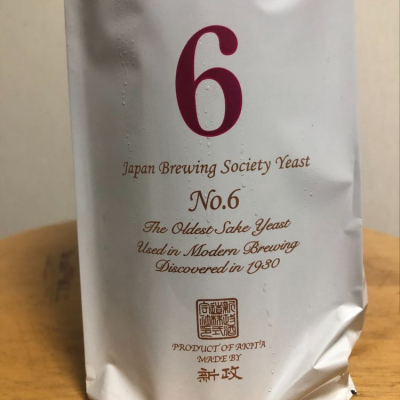 6
Japan Brewing Society Yeast
No.6
The Oldest Sake Yeast
Used in Modern Brewing
Discovered in 1930
PRODUCT OF AKITA
MADE BY
新政